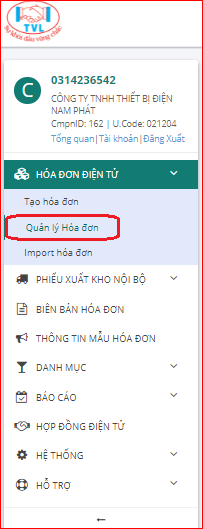 TVL
Sự khởi đầu vững chắc
C
0314236542
CÔNG TY TNHH THIẾT BỊ ĐIỆN
NAM PHÁT
CmpnID: 162 | U.Code: 021204
Tổng quan|Tài khoản|Đăng Xuất
HÓA ĐƠN ĐIỆN TỬ
Tạo hóa đơn
Quản lý Hóa đơn
Import hóa đơn
PHIẾU XUẤT KHO NỘI BỘ
BIÊN BẢN HÓA ĐƠN
THÔNG TIN MẪU HÓA ĐƠN
DANH MỤC
BÁO CÁO
HỢP ĐỒNG ĐIỆN TỬ
HỆ THỐNG
HỖ TRỢ
←